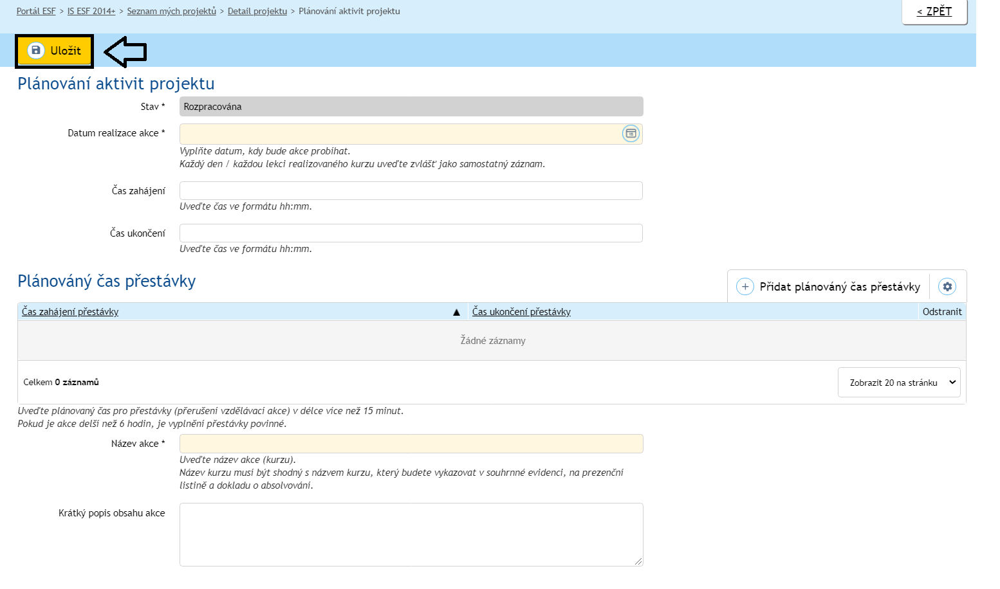 Portál ESF > IS ESF 2014+ > Seznam mých projektů > Detail projektu > Plánování aktivit projektu
< ZPĚT
Uložit
Plánování aktivit projektu
Stav *
Rozpracována
Datum realizace akce *
Vyplňte datum, kdy bude akce probíhat.
Každý den / každou lekci realizovaného kurzu uveďte zvlášť jako samostatný záznam.
Čas zahájení
Uveďte čas ve formátu hh:mm.
Čas ukončení
Uveďte čas ve formátu hh:mm.
Plánováný čas přestávky
Přidat plánováný čas přestávky
Čas zahájení přestávky ▲ Čas ukončení přestávky Odstranit
Žádné záznamy
Celkem 0 záznamů
Zobrazit 20 na stránku
Uveďte plánovaný čas pro přestávky (přerušení vzdělávací akce) v délce více než 15 minut.
Pokud je akce delší než 6 hodin, je vyplnění přestávky povinné.
Název akce *
Uveďte název akce (kurzu).
Název kurzu musí být shodný s názvem kurzu, který budete vykazovat v souhrnné evidenci, na prezenční
listině a dokladu o absolvování.
Krátký popis obsahu akce